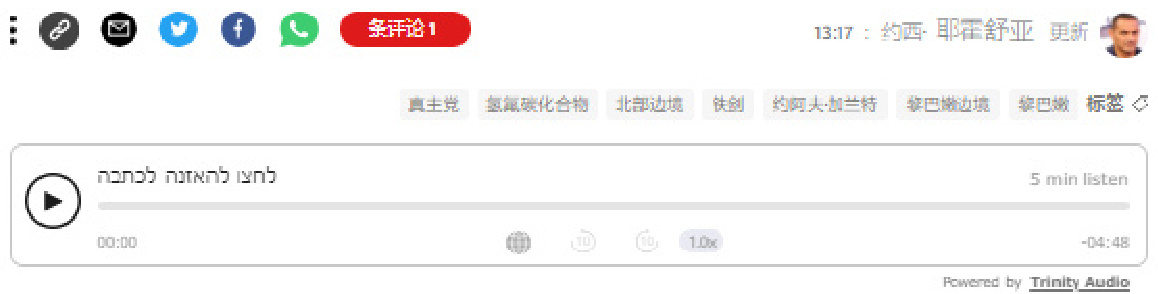 条评论1 13:17 : 约西· 耶霍舒亚 更新
真主党 氢氟碳化合物 北部边境 铁剑 约阿夫·加兰特 黎巴嫩边境 黎巴嫩 标签
לחצו להאזנה לכתבה 5 min listen
00:00 10 10 1.0x -04:48
Powered by Trinity Audio